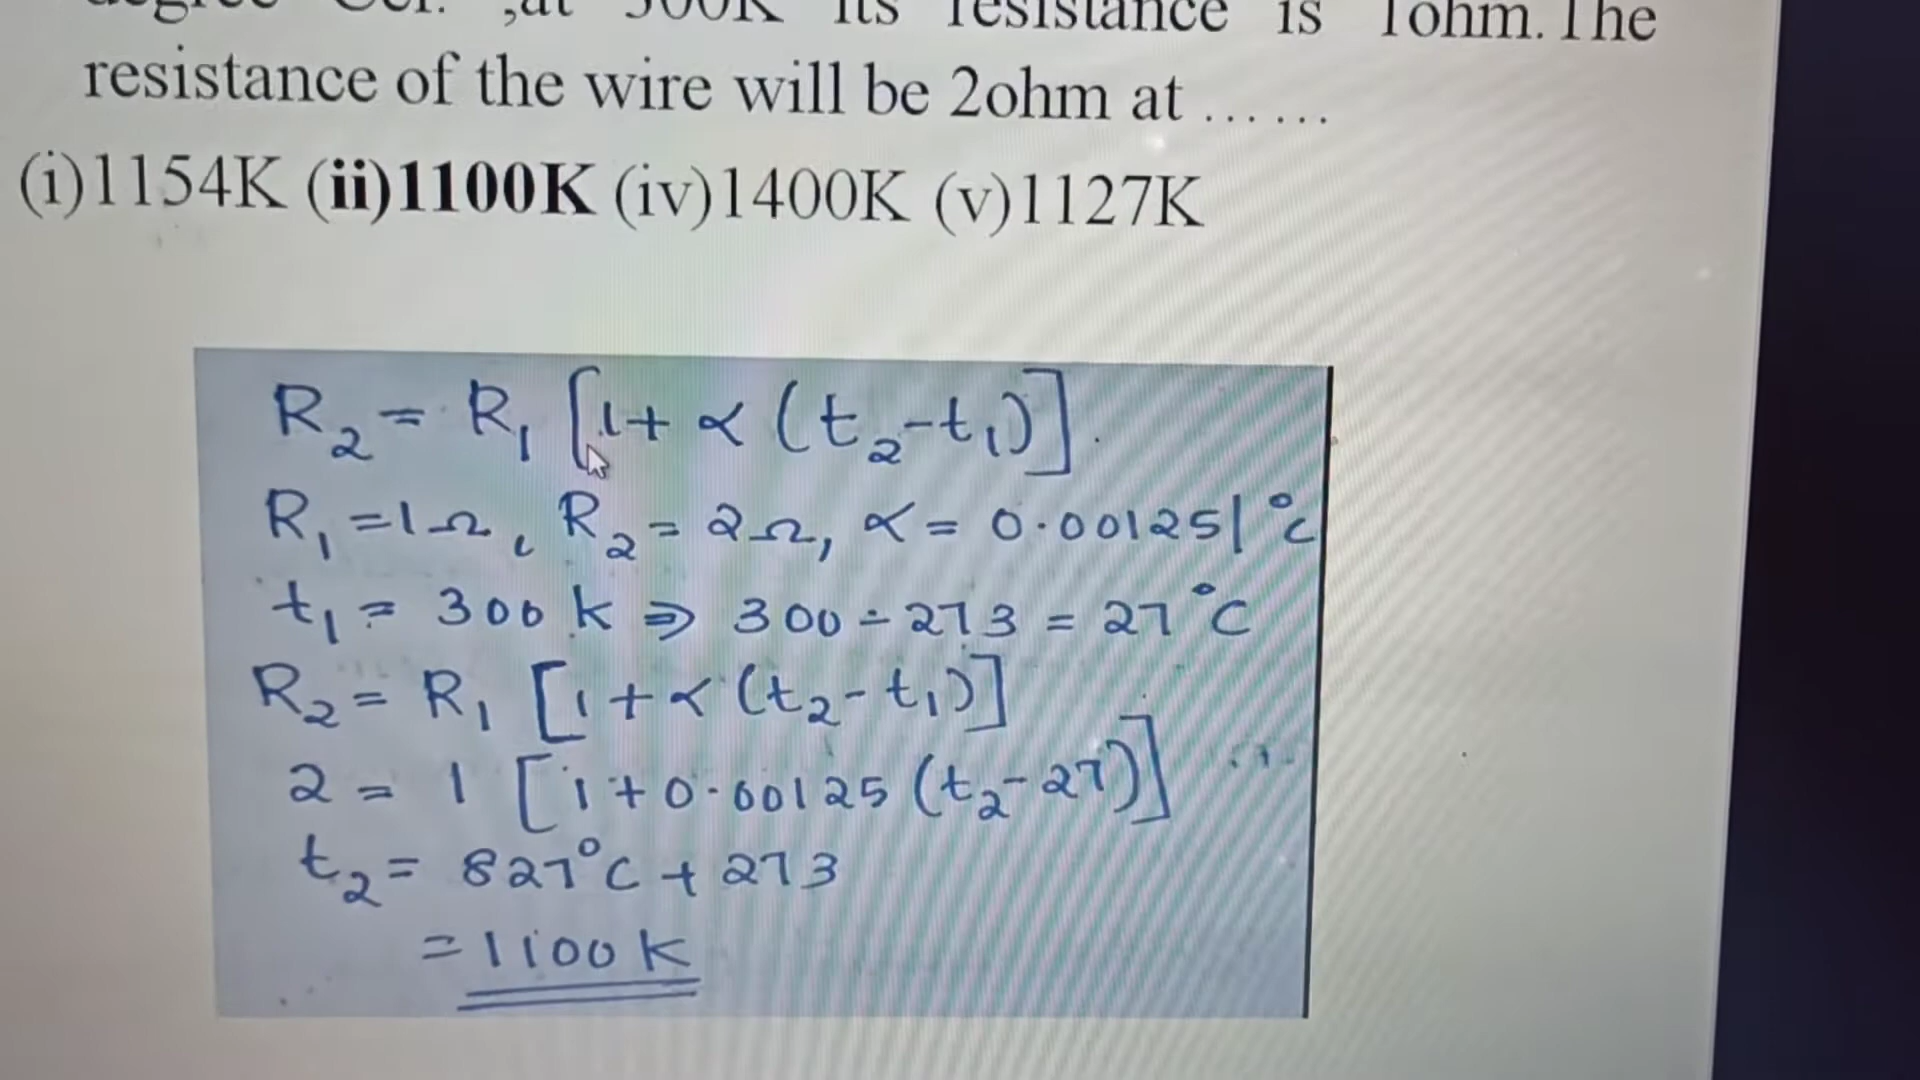 degree Cel. ,at 300K its resistance is 1ohm.The
resistance of the wire will be 2ohm at ......
(i)1154K (ii)1100K (iv)1400K (v)1127K
R₂ = R₁ [1+ ∝ (t₂-t₁)].
R₁ =1Ω, R₂ = 2Ω, ∝ = 0.00125/°C
t₁ = 300 K ⇒ 300 - 273 = 27 °C
R₂ = R₁ [1+∝(t₂-t₁)]
2 = 1 [1+0.00125 (t₂-27)]
t₂ = 827°C + 273
= 1100 K